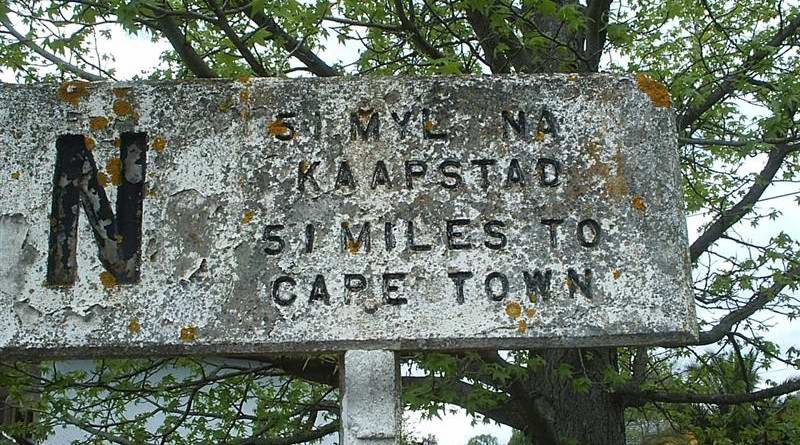 N
51 MYL NA
KAAPSTAD
51 MILES TO
CAPE TOWN